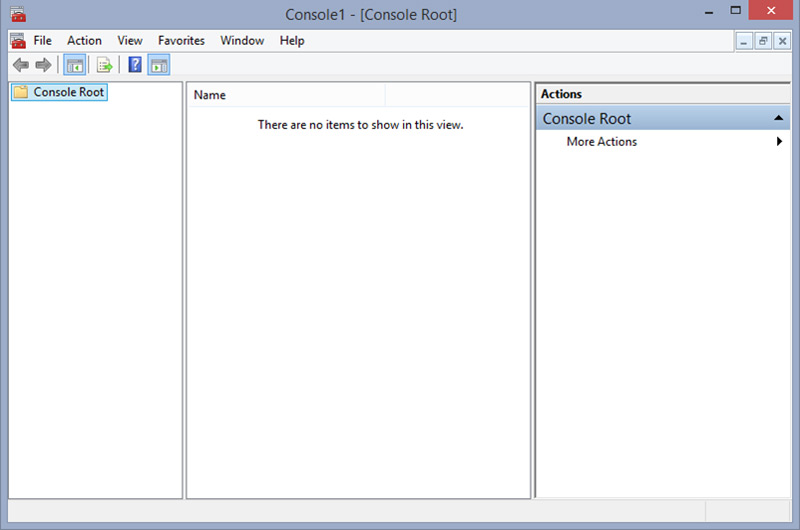 Console1 - [Console Root]
File Action View Favorites Window Help
Console Root
Name
There are no items to show in this view.
Actions
Console Root
More Actions